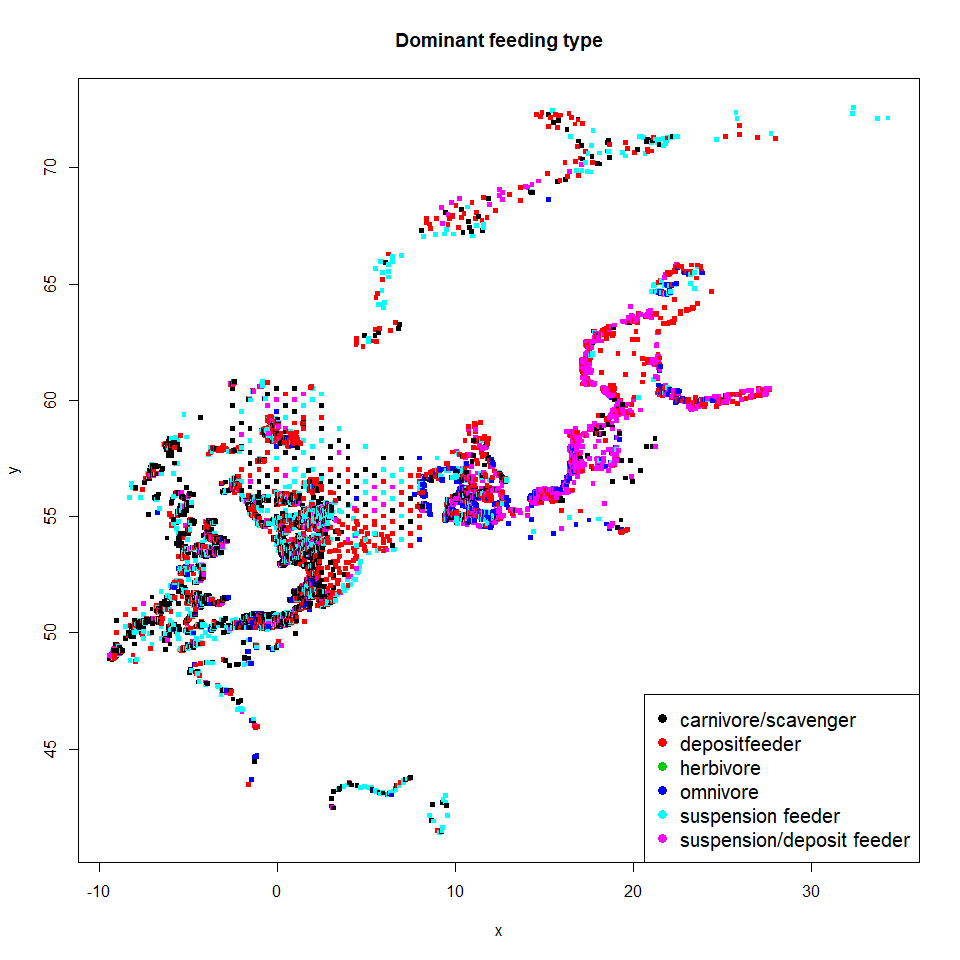 Dominant feeding type
y
70
65
60
55
50
45
carnivore/scavenger
depositfeeder
herbivore
omnivore
suspension feeder
suspension/deposit feeder
-10 0 10 20 30
x